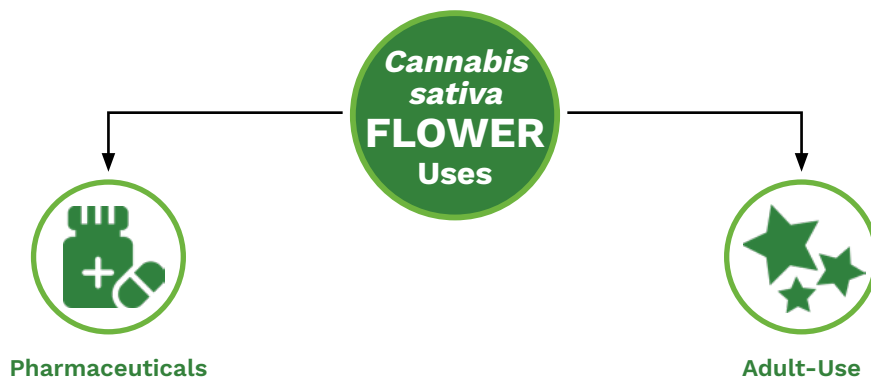 Cannabis
sativa
FLOWER
Uses
Pharmaceuticals
Adult-Use